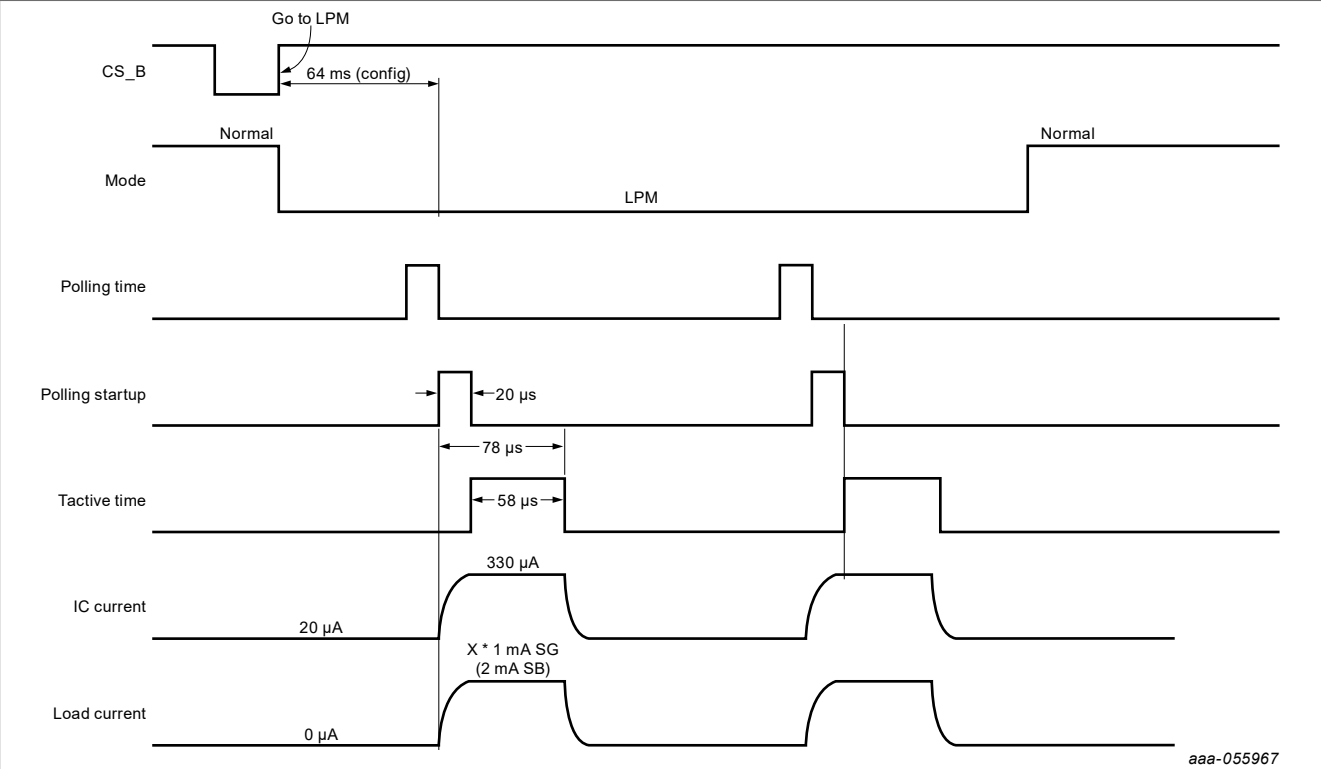 Go to LPM
CS_B
64 ms (config)
Normal
Normal
Mode
LPM
Polling time
Polling startup
20 µs
78 µs
Tactive time
58 µs
330 µA
IC current
20 µA
X * 1 mA SG
(2 mA SB)
Load current
0 µA
aaa-055967